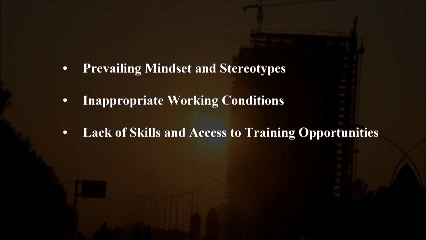 • Prevailing Mindset and Stereotypes
• Inappropriate Working Conditions
• Lack of Skills and Access to Training Opportunities